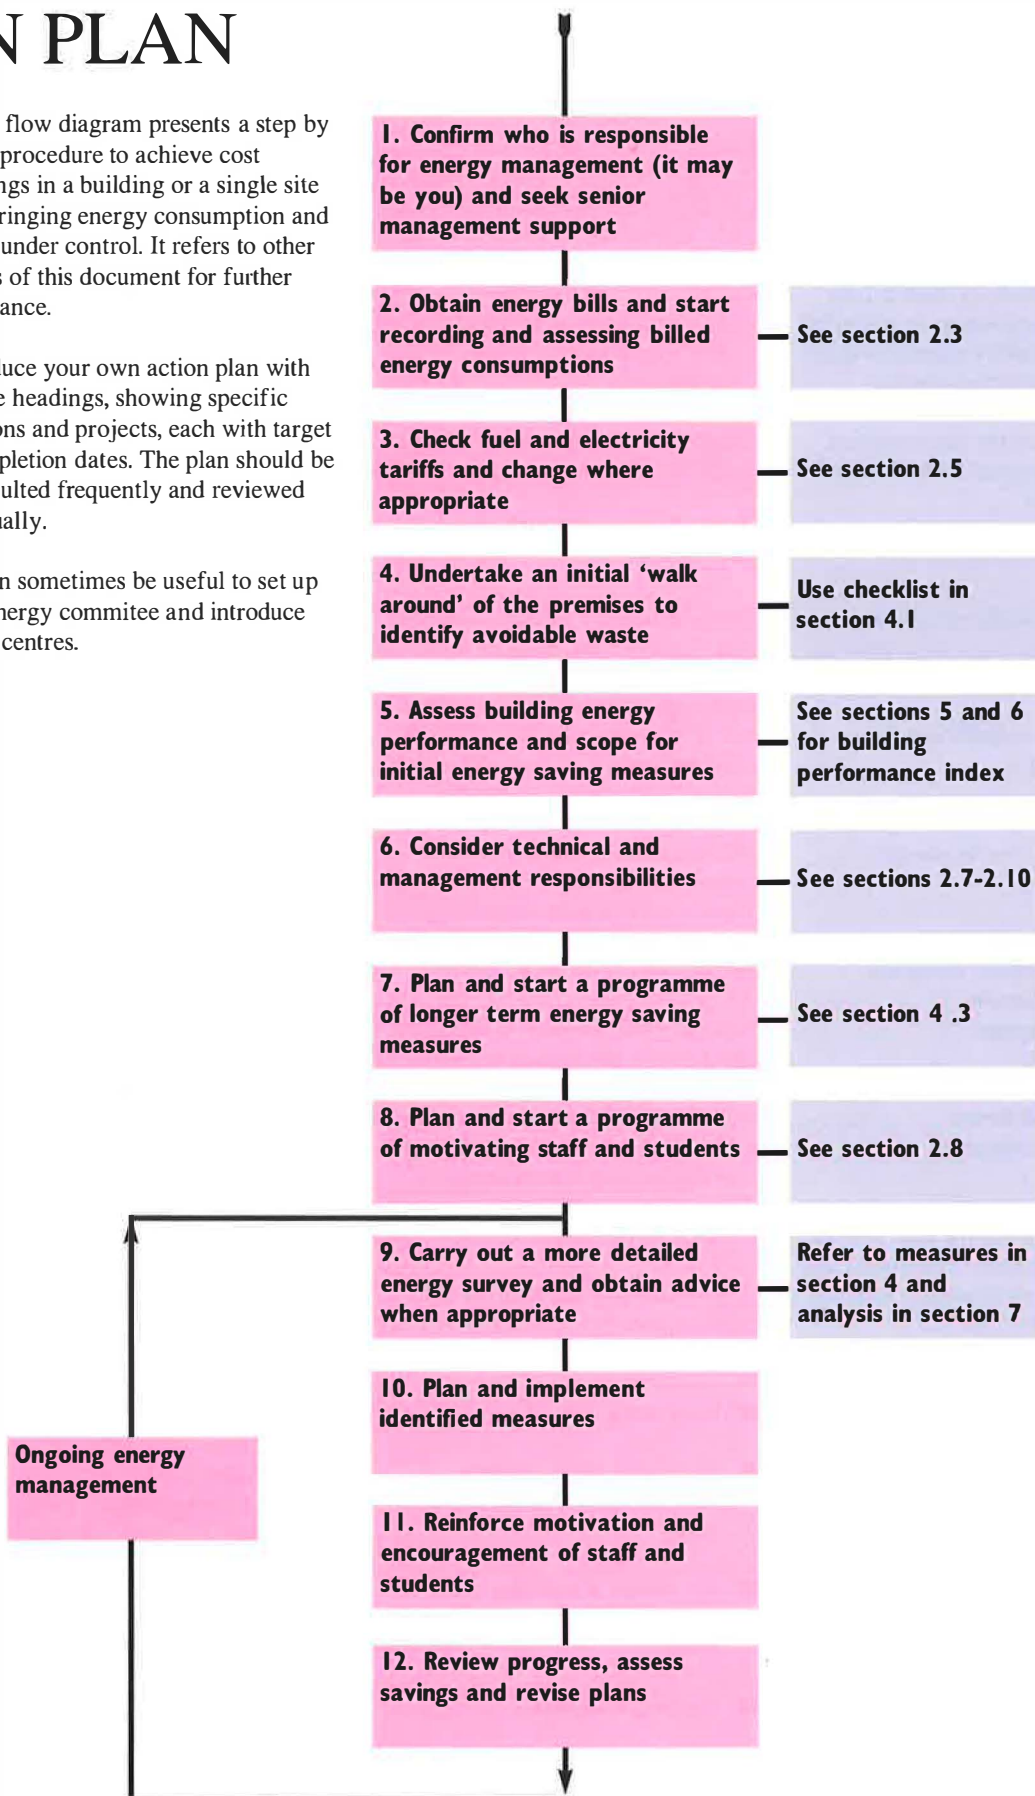 N PLAN
flow diagram presents a step by
procedure to achieve cost
ngs in a building or a single site
ringing energy consumption and
under control. It refers to other
s of this document for further
ance.
luce your own action plan with
e headings, showing specific
ons and projects, each with target
pletion dates. The plan should be
ulted frequently and reviewed
ually.
n sometimes be useful to set up
nergy commitee and introduce
centres.
1. Confirm who is responsible
for energy management (it may
be you) and seek senior
management support
2. Obtain energy bills and start
recording and assessing billed
energy consumptions
See section 2.3
3. Check fuel and electricity
tariffs and change where
appropriate
See section 2.5
4. Undertake an initial ‘walk
around’ of the premises to
identify avoidable waste
Use checklist in
section 4.1
5. Assess building energy
performance and scope for
initial energy saving measures
See sections 5 and 6
for building
performance index
6. Consider technical and
management responsibilities
See sections 2.7-2.10
7. Plan and start a programme
of longer term energy saving
measures
See section 4 .3
8. Plan and start a programme
of motivating staff and students
See section 2.8
9. Carry out a more detailed
energy survey and obtain advice
when appropriate
Refer to measures in
section 4 and
analysis in section 7
10. Plan and implement
identified measures
Ongoing energy
management
11. Reinforce motivation and
encouragement of staff and
students
12. Review progress, assess
savings and revise plans